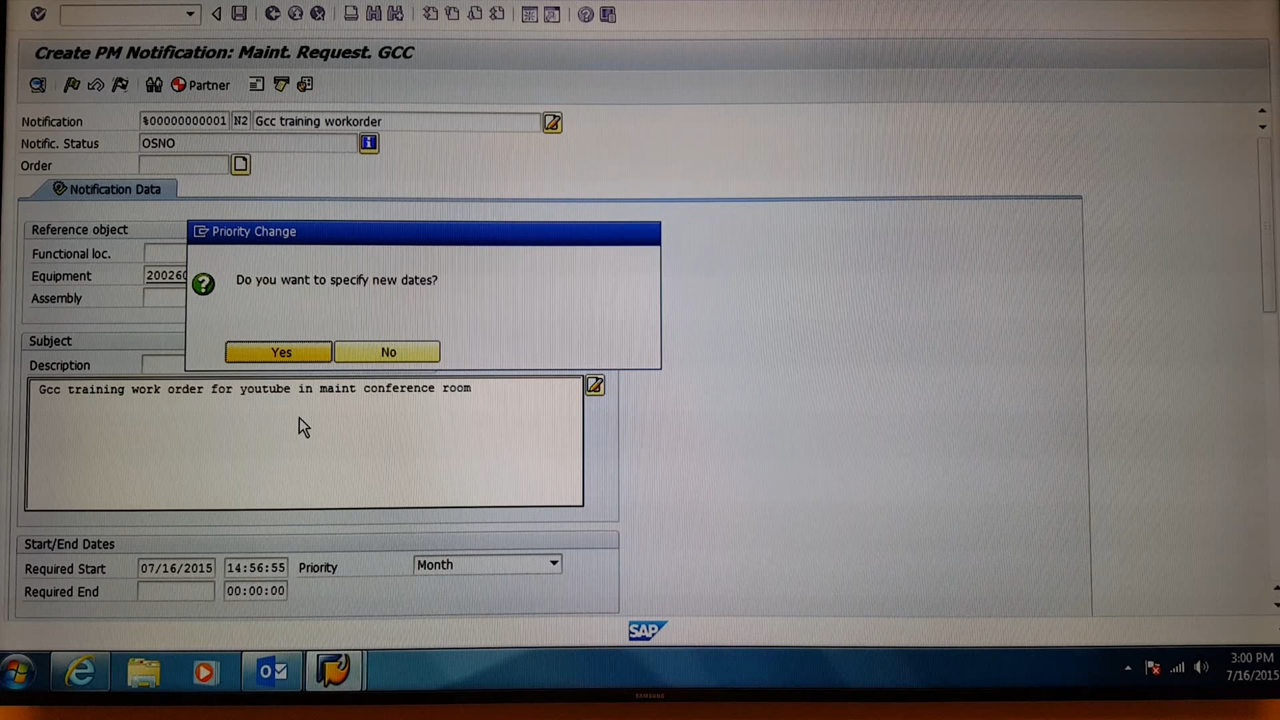 Create PM Notification: Maint. Request. GCC
Partner
Notification %00000000001 N2 Gcc training workorder
Notific. Status OSNO
Order
Notification Data
Reference object
Functional loc.
Equipment 200260
Assembly
Priority Change
Do you want to specify new dates?
Yes No
Subject
Description
Gcc training work order for youtube in maint conference room
Start/End Dates
Required Start 07/16/2015 14:56:55 Priority Month
Required End 00:00:00
SAP
3:00 PM
7/16/2015
SAMSUNG